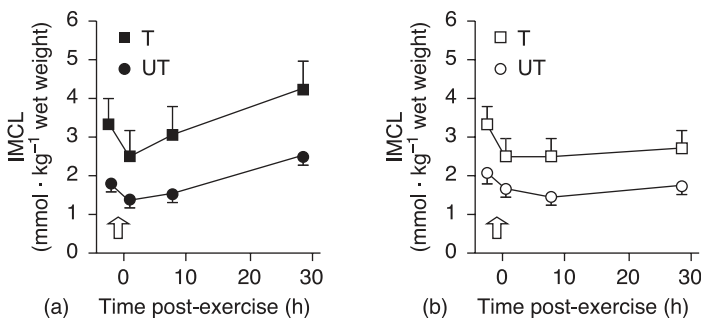 6
5
4
3
2
1
0
IMCL
(mmol · kg⁻¹ wet weight)
T
UT
0 10 20 30
(a) Time post-exercise (h)
6
5
4
3
2
1
0
IMCL
(mmol · kg⁻¹ wet weight)
T
UT
0 10 20 30
(b) Time post-exercise (h)